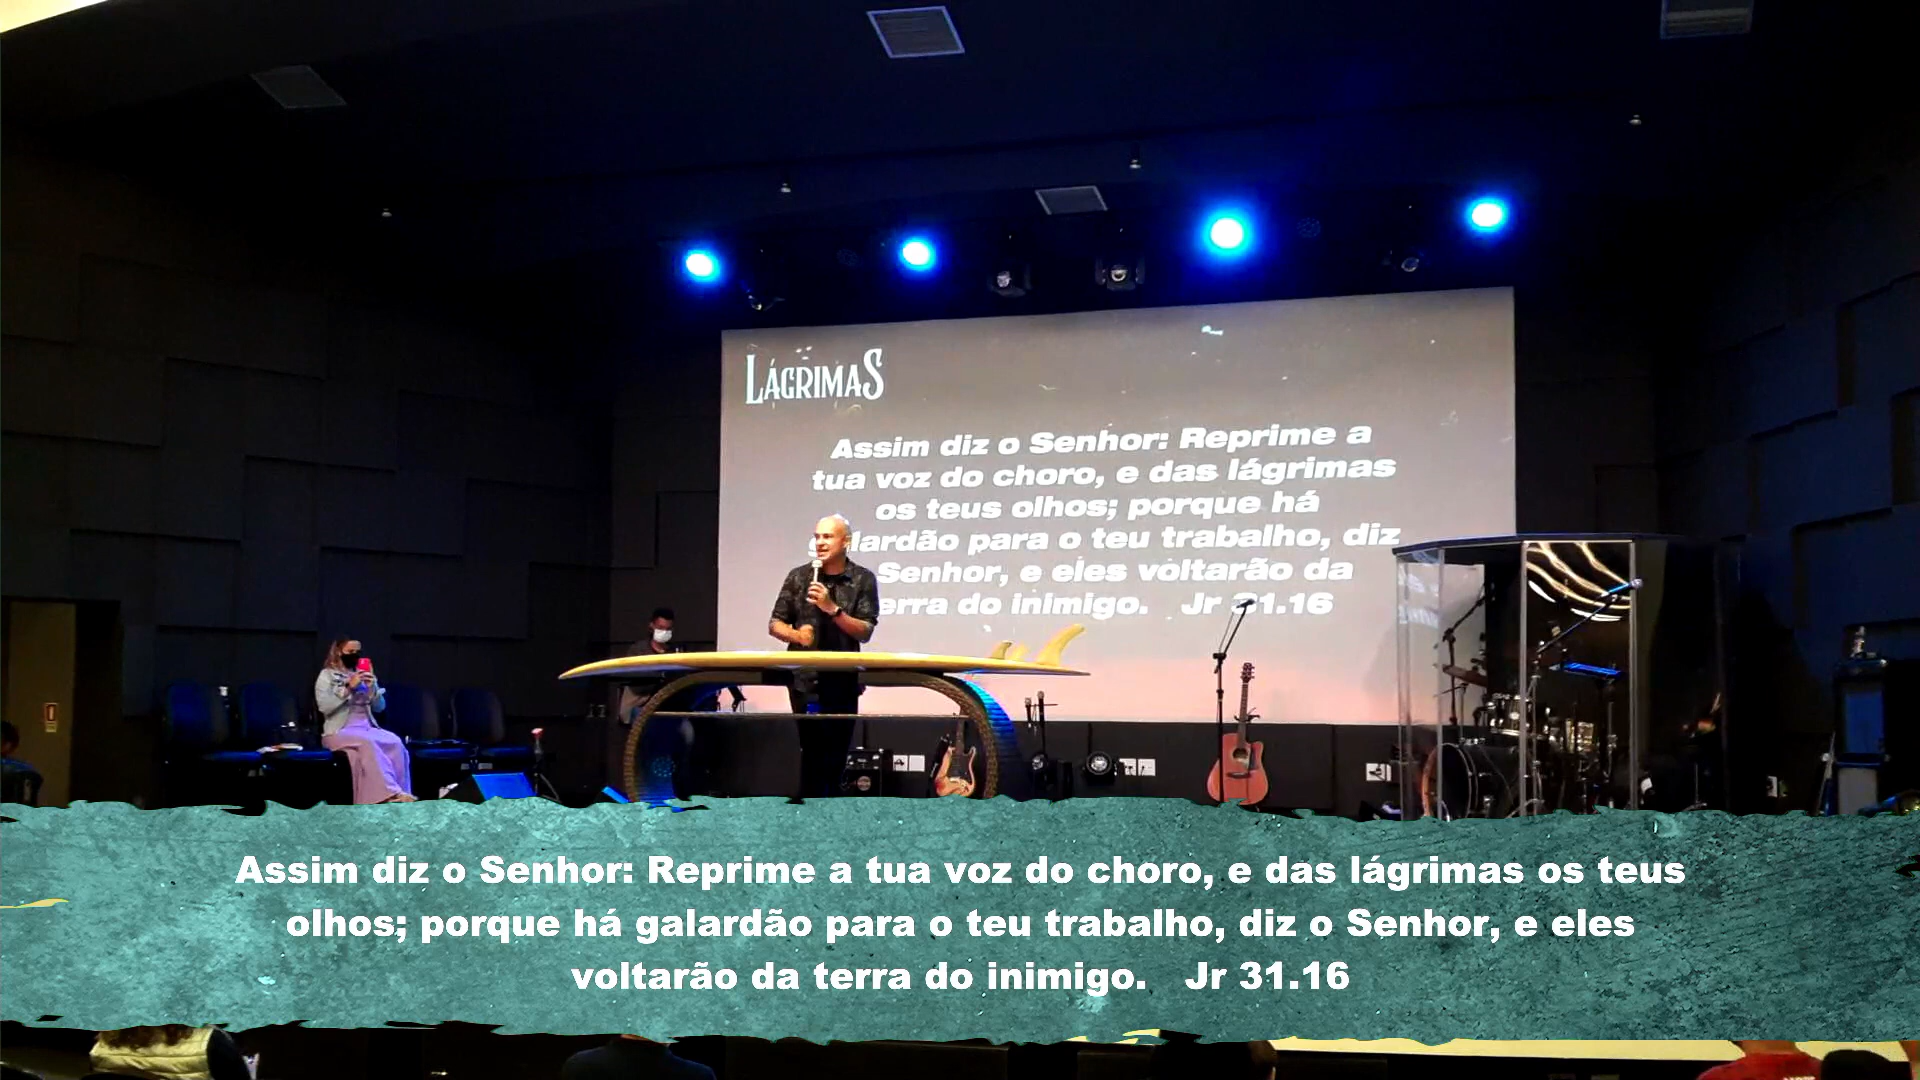 LÁGRIMAS
Assim diz o Senhor: Reprime a
tua voz do choro, e das lágrimas
os teus olhos; porque há
galardão para o teu trabalho, diz
Senhor, e eles voltarão da
terra do inimigo. Jr 31.16
Assim diz o Senhor: Reprime a tua voz do choro, e das lágrimas os teus
olhos; porque há galardão para o teu trabalho, diz o Senhor, e eles
voltarão da terra do inimigo. Jr 31.16